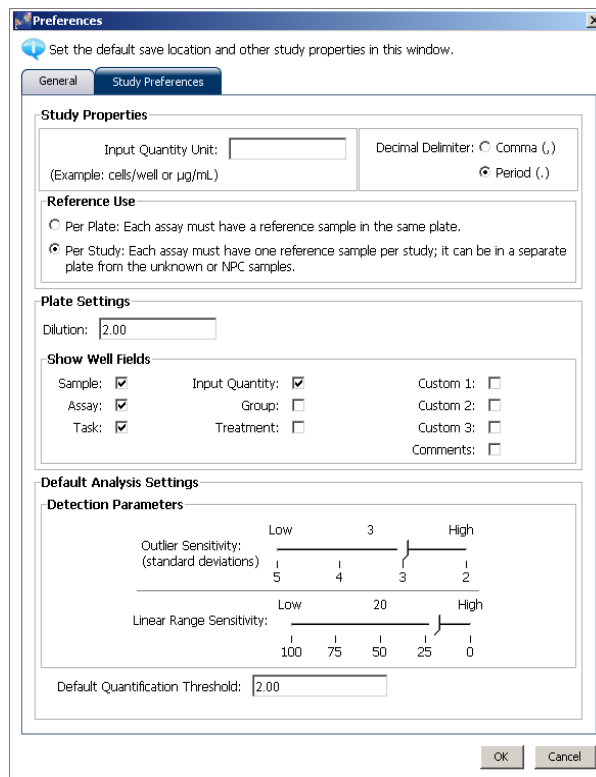 Preferences
Set the default save location and other study properties in this window.
General
Study Preferences
Study Properties
Input Quantity Unit:
(Example: cells/well or µg/mL)
Decimal Delimiter:
Comma (,)
Period (.)
Reference Use
Per Plate: Each assay must have a reference sample in the same plate.
Per Study: Each assay must have one reference sample per study; it can be in a separate
plate from the unknown or NPC samples.
Plate Settings
Dilution: 2.00
Show Well Fields
Sample: Input Quantity: Custom 1:
Assay: Group: Custom 2:
Task: Treatment: Custom 3:
Comments:
Default Analysis Settings
Detection Parameters
Low 3 High
Outlier Sensitivity:
(standard deviations)
5 4 3 2
Low 20 High
Linear Range Sensitivity:
100 75 50 25 0
Default Quantification Threshold: 2.00
OK Cancel